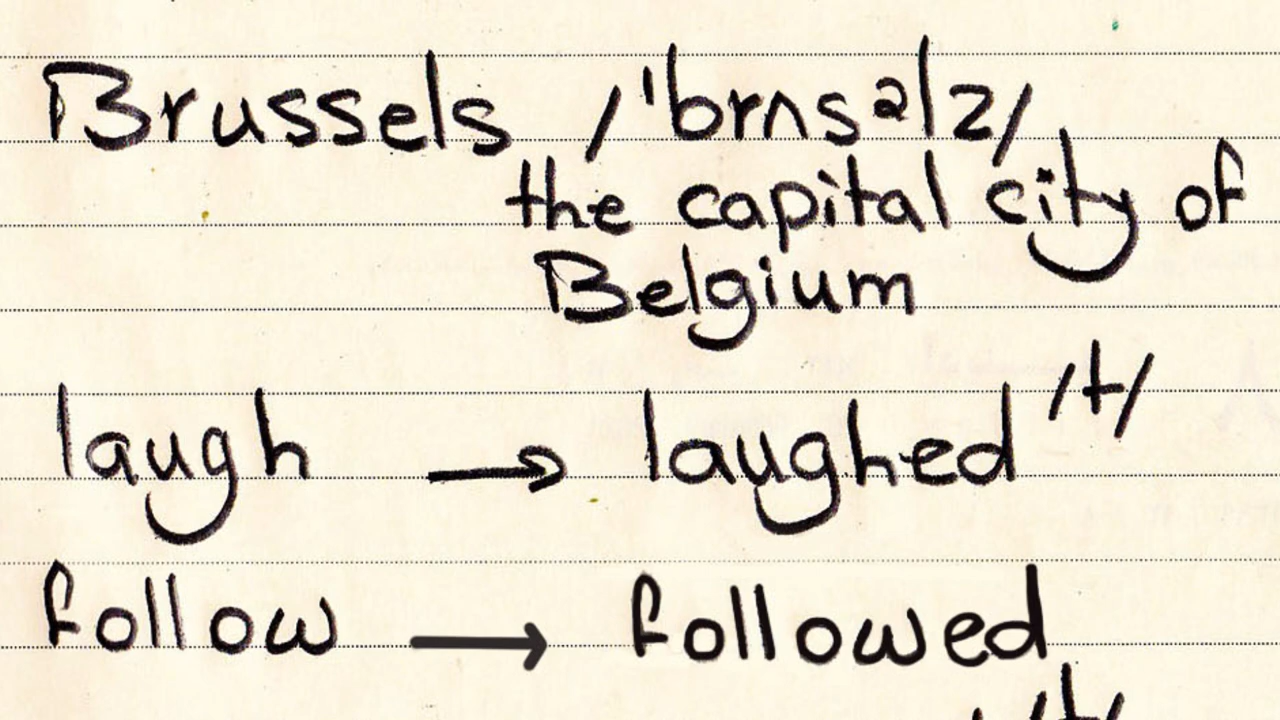 Brussels /ˈbrʌsəlz/
the capital city of
Belgium
laugh → laughed /t/
follow → followed
/t/